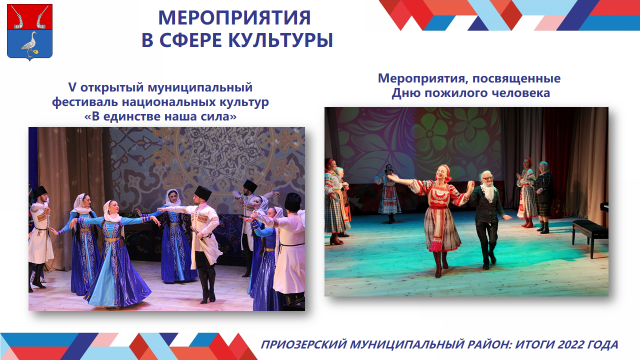 МЕРОПРИЯТИЯ
В СФЕРЕ КУЛЬТУРЫ
V открытый муниципальный
фестиваль национальных культур
«В единстве наша сила»
Мероприятия, посвященные
Дню пожилого человека
ПРИОЗЕРСКИЙ МУНИЦИПАЛЬНЫЙ РАЙОН: ИТОГИ 2022 ГОДА